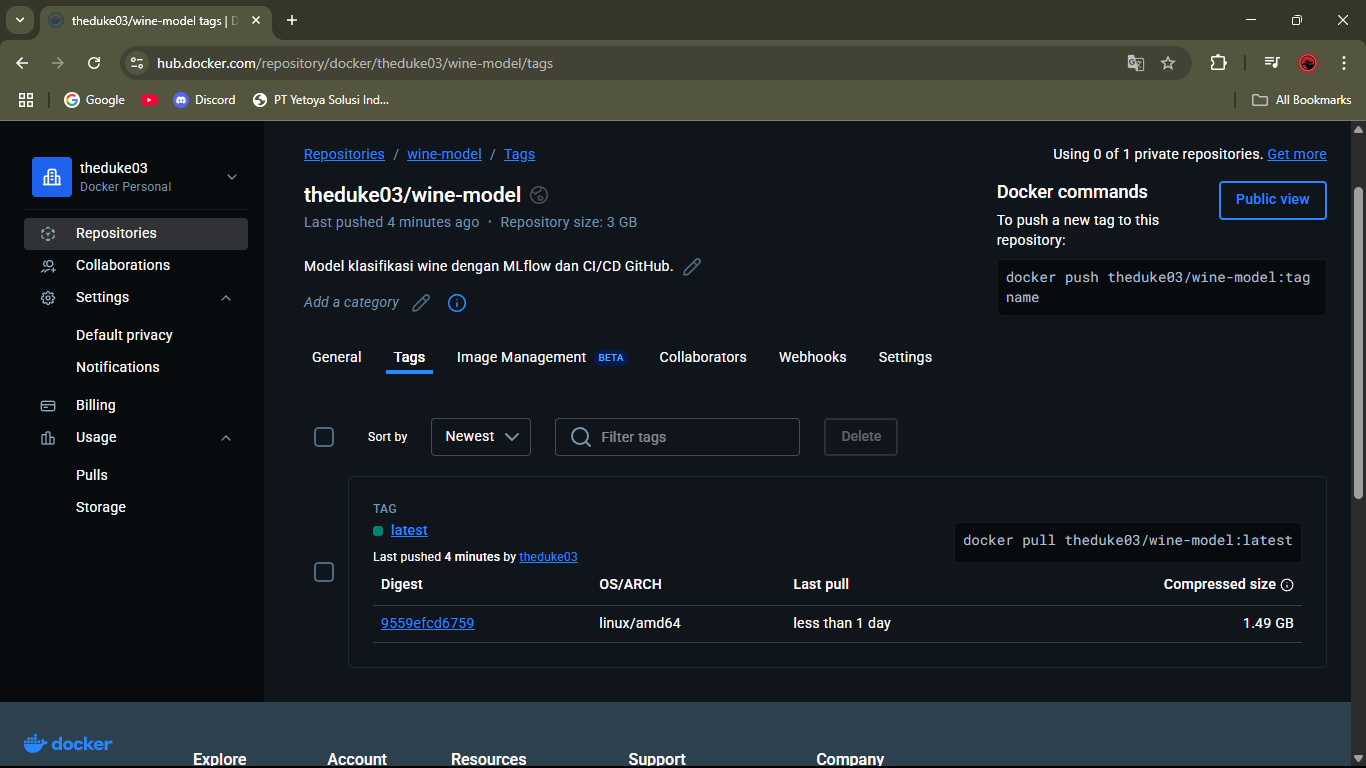 theduke03/wine-model tags | D
hub.docker.com/repository/docker/theduke03/wine-model/tags
Google
Discord
PT Yetoya Solusi Ind...
All Bookmarks
theduke03
Docker Personal
Repositories
Collaborations
Settings
Default privacy
Notifications
Billing
Usage
Pulls
Storage
Repositories / wine-model / Tags
Using 0 of 1 private repositories. Get more
theduke03/wine-model
Last pushed 4 minutes ago • Repository size: 3 GB
Model klasifikasi wine dengan MLflow dan CI/CD GitHub.
Add a category
Docker commands
Public view
To push a new tag to this
repository:
docker push theduke03/wine-model:tag
name
General Tags Image Management BETA Collaborators Webhooks Settings
Sort by Newest Filter tags Delete
TAG
latest
Last pushed 4 minutes by theduke03
docker pull theduke03/wine-model:latest
Digest OS/ARCH Last pull Compressed size
9559efcd6759 linux/amd64 less than 1 day 1.49 GB
docker
Explore Account Resources Support Company